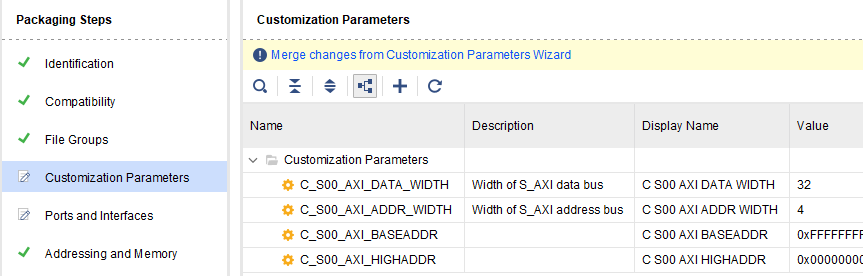 Packaging Steps
Identification
Compatibility
File Groups
Customization Parameters
Ports and Interfaces
Addressing and Memory
Customization Parameters
Merge changes from Customization Parameters Wizard
Name Description Display Name Value
Customization Parameters
C_S00_AXI_DATA_WIDTH Width of S_AXI data bus C S00 AXI DATA WIDTH 32
C_S00_AXI_ADDR_WIDTH Width of S_AXI address bus C S00 AXI ADDR WIDTH 4
C_S00_AXI_BASEADDR C S00 AXI BASEADDR 0xFFFFFFFF
C_S00_AXI_HIGHADDR C S00 AXI HIGHADDR 0x00000000